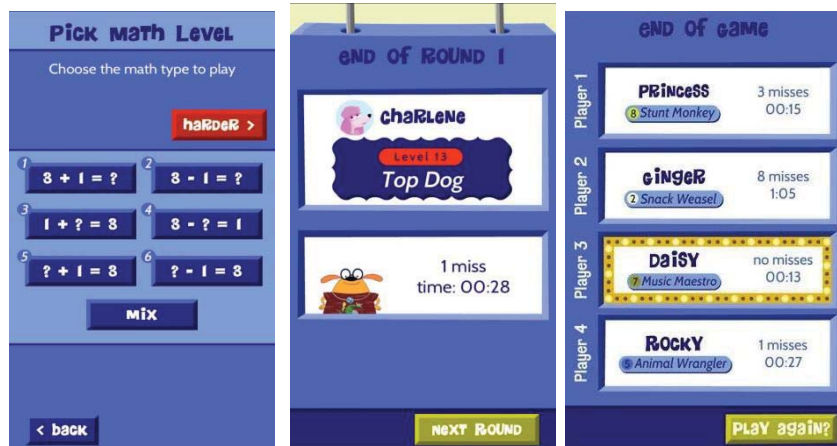 Pick Math Level
Choose the math type to play
HARDER >
1
3 + 1 = ?
2
3 - 1 = ?
3
1 + ? = 3
4
3 - ? = 1
5
? + 1 = 3
6
? - 1 = 3
Mix
< BACK
END OF ROUND 1
CHARLENE
Level 13
Top Dog
1 miss
time: 00:28
NEXT ROUND
END OF GAME
Player 1
PRINCESS
8 Stunt Monkey
3 misses
00:15
Player 2
GINGER
2 Snack Weasel
8 misses
1:05
Player 3
DAISY
7 Music Maestro
no misses
00:13
Player 4
ROCKY
5 Animal Wrangler
1 misses
00:27
PLAY AGAIN?